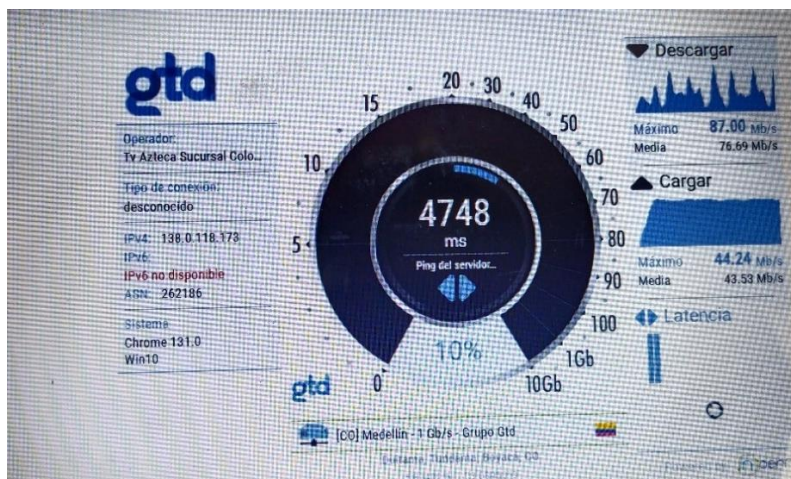 gtd
Operador:
Tv Azteca Sucursal Colo...
Tipo de conexión:
desconocido
IPv4: 138.0.118.173
IPv6:
IPv6 no disponible
ASN: 262186
Sistema
Chrome 131.0
Win10
0
5
10
15
20
30
40
50
60
70
80
90
100
1Gb
10Gb
4748
ms
Ping del servidor...
10%
gtd
[CO] Medellin - 1 Gb/s - Grupo Gtd
Descargar
Máximo 87.00 Mb/s
Media 76.69 Mb/s
Cargar
Máximo 44.24 Mb/s
Media 43.53 Mb/s
Latencia